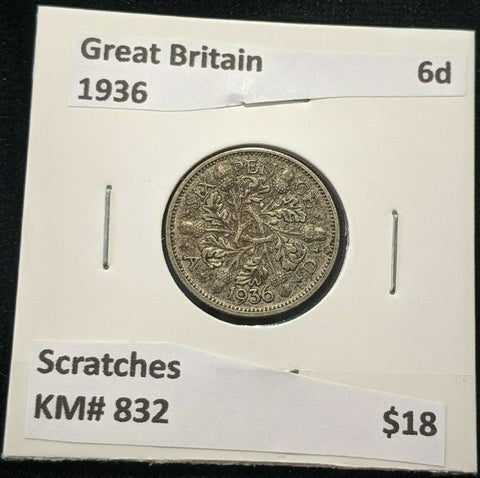 Great Britain 6d
1936
SIX PENCE
A D
1936
Scratches
KM# 832 $18